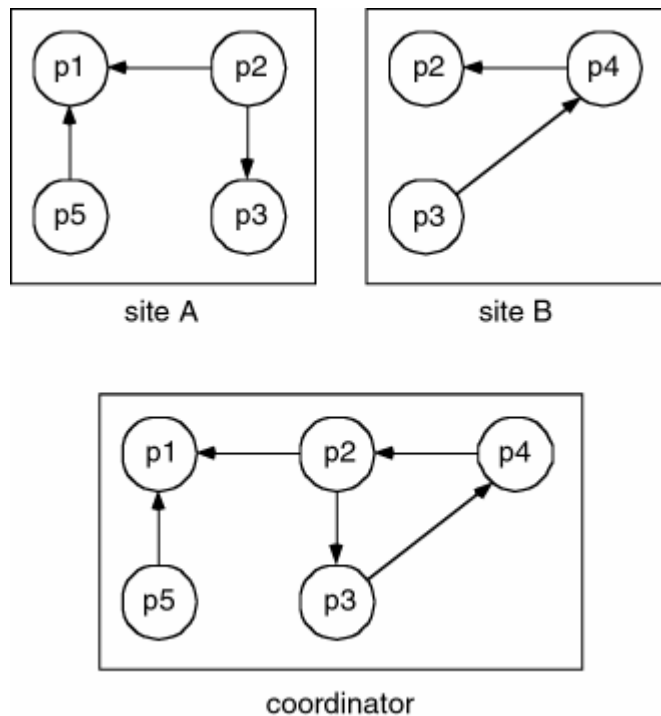 p1 p2
p5 p3
site A
p2 p4
p3
site B
p1 p2 p4
p5 p3
coordinator